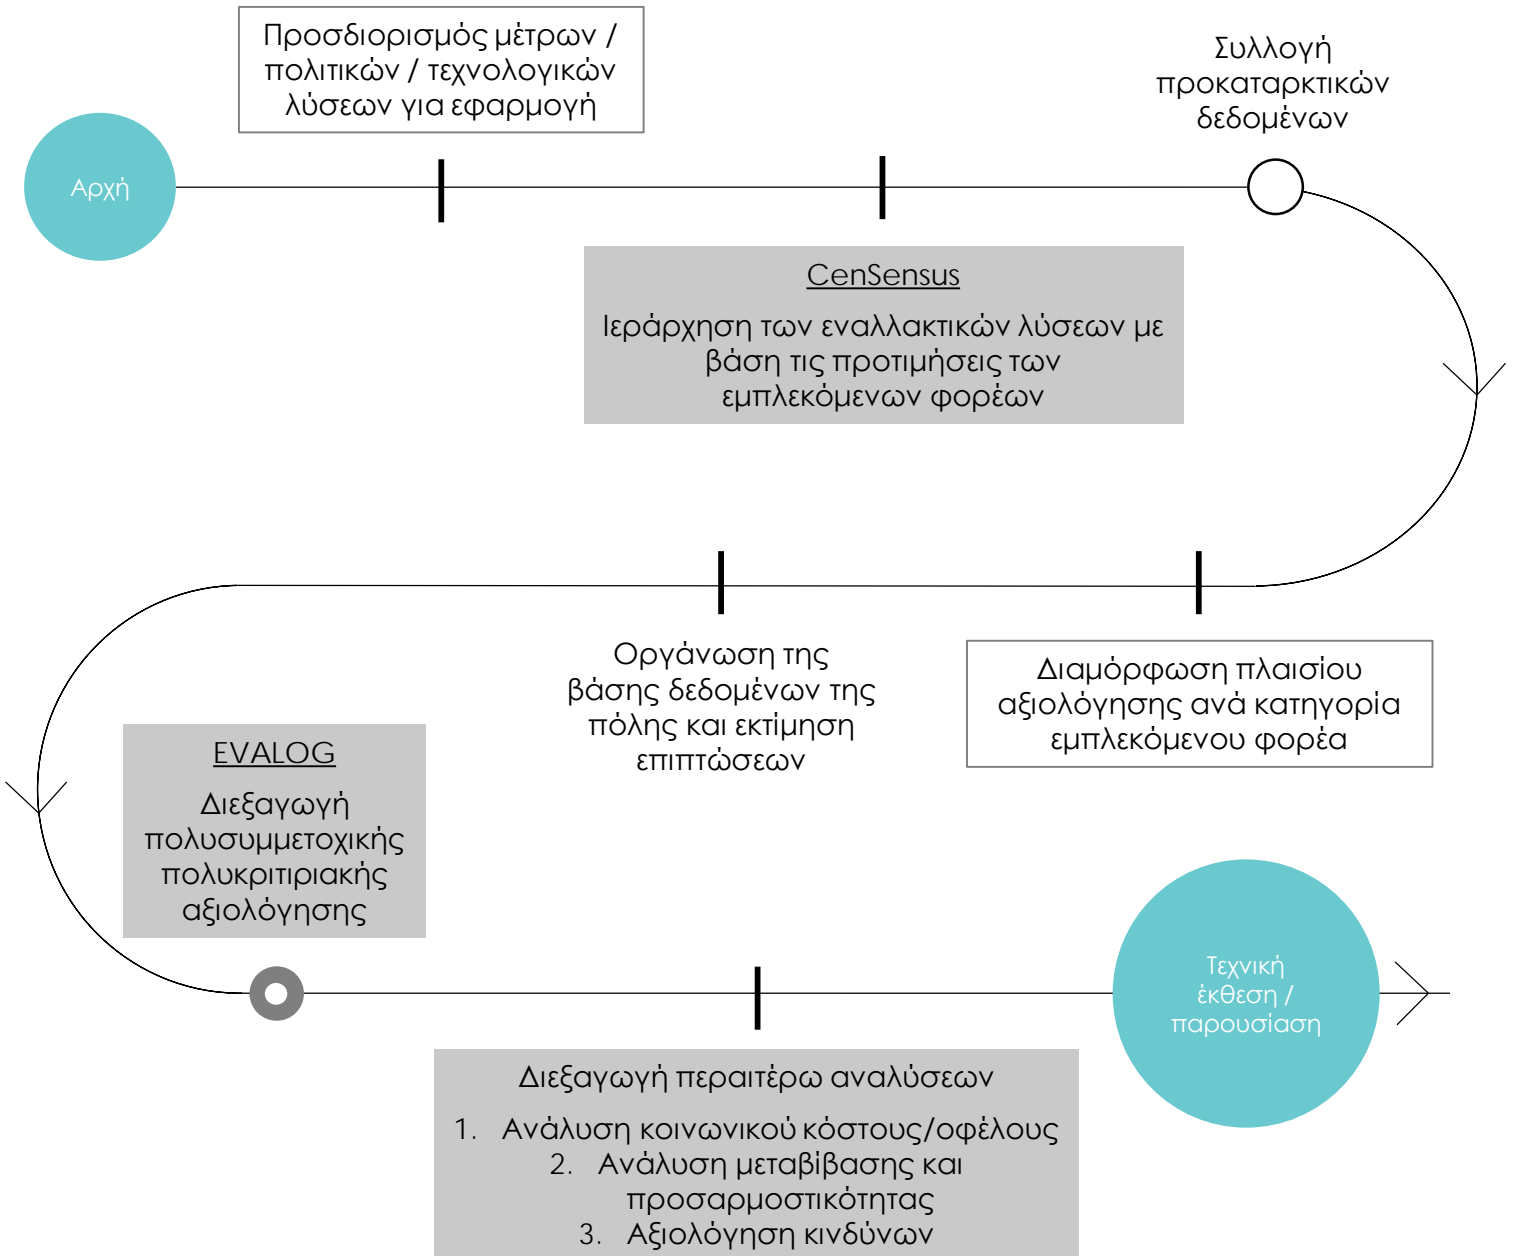 Προσδιορισμός μέτρων /
πολιτικών / τεχνολογικών
λύσεων για εφαρμογή
Συλλογή
προκαταρκτικών
δεδομένων
Αρχή
CenSensus
Ιεράρχηση των εναλλακτικών λύσεων με
βάση τις προτιμήσεις των
εμπλεκόμενων φορέων
Οργάνωση της
βάσης δεδομένων της
πόλης και εκτίμηση
επιπτώσεων
Διαμόρφωση πλαισίου
αξιολόγησης ανά κατηγορία
εμπλεκόμενου φορέα
EVALOG
Διεξαγωγή
πολυσυμμετοχικής
πολυκριτιριακής
αξιολόγησης
Τεχνική
έκθεση /
παρουσίαση
Διεξαγωγή περαιτέρω αναλύσεων
1. Ανάλυση κοινωνικού κόστους/οφέλους
2. Ανάλυση μεταβίβασης και
προσαρμοστικότητας
3. Αξιολόγηση κινδύνων